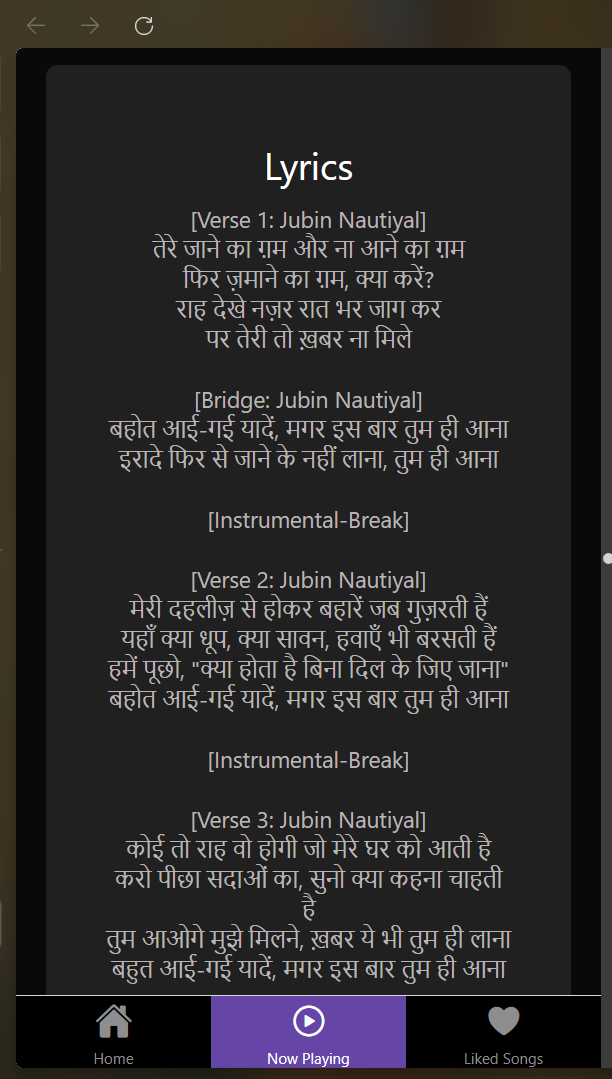 Lyrics
[Verse 1: Jubin Nautiyal]
तेरे जाने का ग़म और ना आने का ग़म
फिर ज़माने का ग़म, क्या करें?
राह देखे नज़र रात भर जाग कर
पर तेरी तो ख़बर ना मिले
[Bridge: Jubin Nautiyal]
बहोत आई-गई यादें, मगर इस बार तुम ही आना
इरादे फिर से जाने के नहीं लाना, तुम ही आना
[Instrumental-Break]
[Verse 2: Jubin Nautiyal]
मेरी दहलीज़ से होकर बहारें जब गुज़रती हैं
यहाँ क्या धूप, क्या सावन, हवाएँ भी बरसती हैं
हमें पूछो, "क्या होता है बिना दिल के जिए जाना"
बहोत आई-गई यादें, मगर इस बार तुम ही आना
[Instrumental-Break]
[Verse 3: Jubin Nautiyal]
कोई तो राह वो होगी जो मेरे घर को आती है
करो पीछा सदाओं का, सुनो क्या कहना चाहती
है
तुम आओगे मुझे मिलने, ख़बर ये भी तुम ही लाना
बहुत आई-गई यादें, मगर इस बार तुम ही आना
Home
Now Playing
Liked Songs